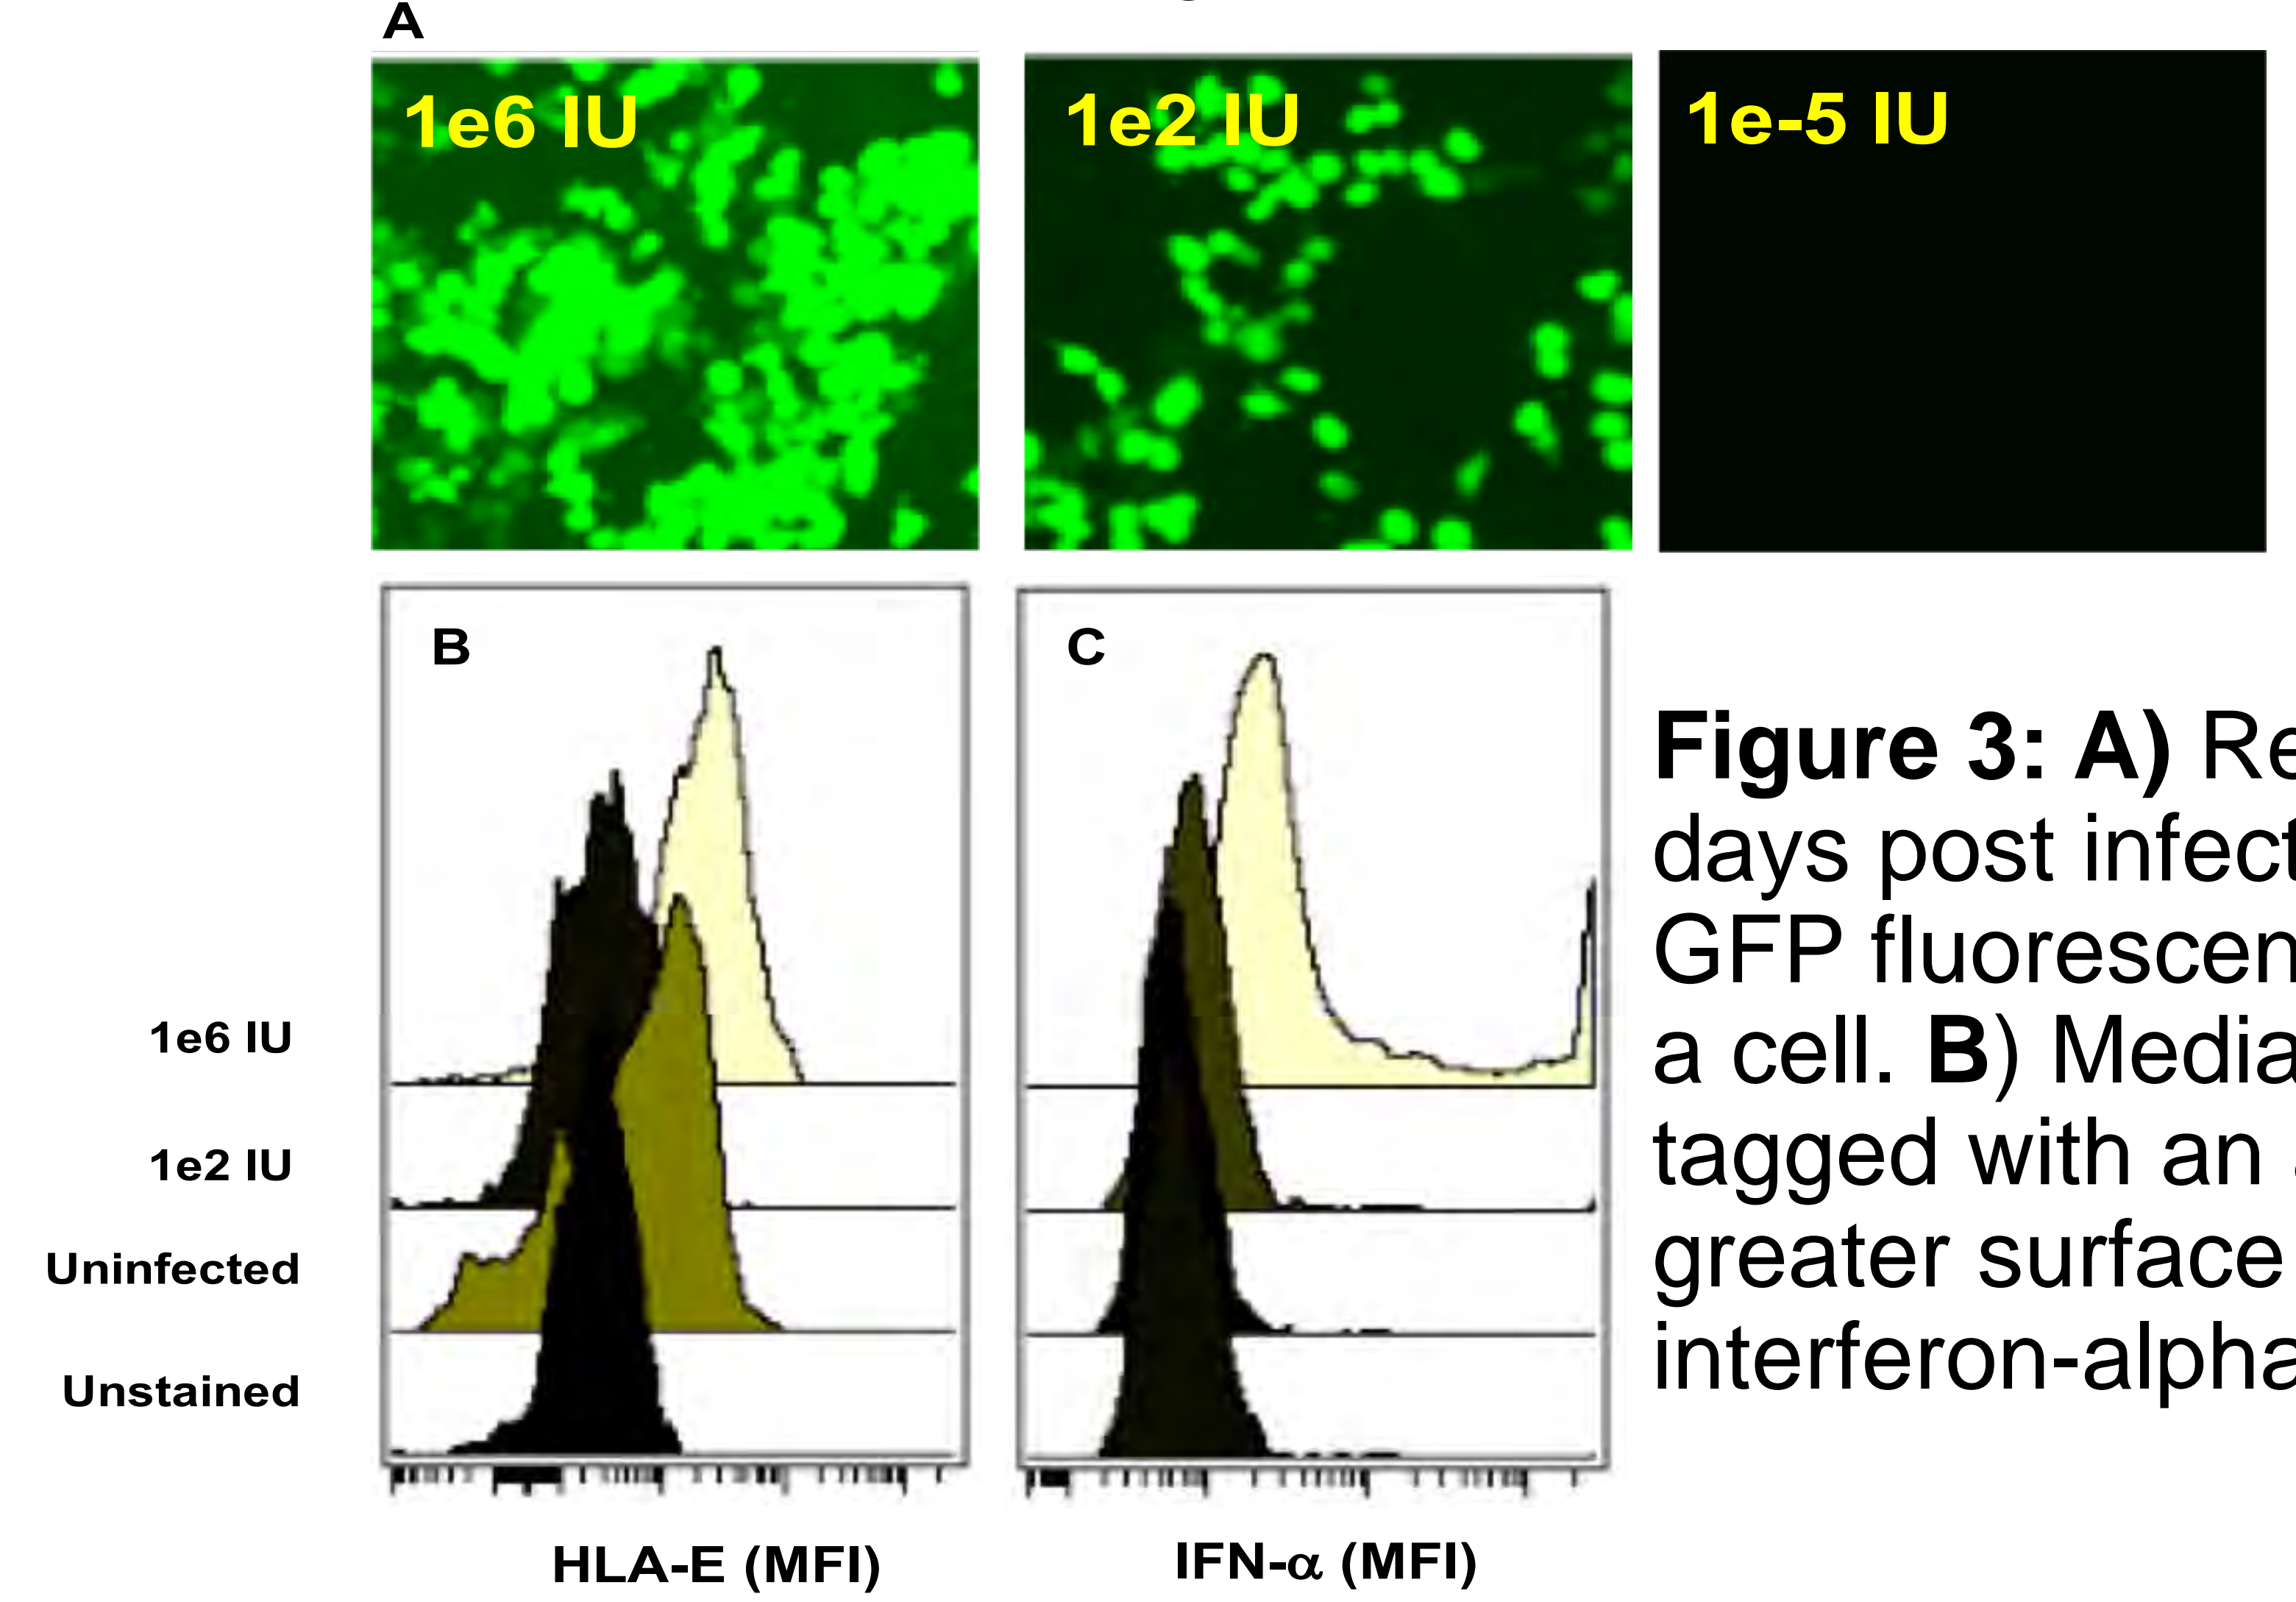 A
1e6 IU
1e2 IU
1e-5 IU
B
C
1e6 IU
1e2 IU
Uninfected
Unstained
HLA-E (MFI)
IFN-α (MFI)
Figure 3: A) Re
days post infect
GFP fluorescen
a cell. B) Media
tagged with an
greater surface
interferon-alpha